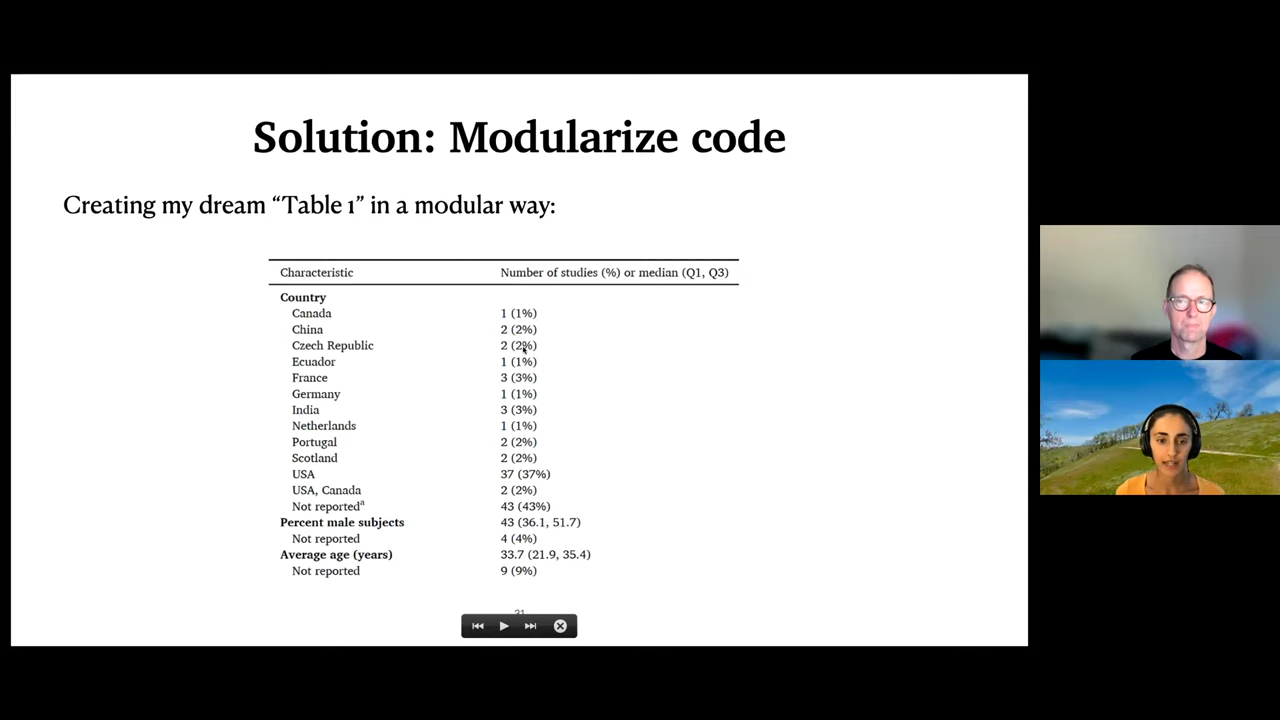 Solution: Modularize code
Creating my dream “Table 1” in a modular way:
Characteristic Number of studies (%) or median (Q1, Q3)
Country
Canada 1 (1%)
China 2 (2%)
Czech Republic 2 (2%)
Ecuador 1 (1%)
France 3 (3%)
Germany 1 (1%)
India 3 (3%)
Netherlands 1 (1%)
Portugal 2 (2%)
Scotland 2 (2%)
USA 37 (37%)
USA, Canada 2 (2%)
Not reportedᵃ 43 (43%)
Percent male subjects 43 (36.1, 51.7)
Not reported 4 (4%)
Average age (years) 33.7 (21.9, 35.4)
Not reported 9 (9%)